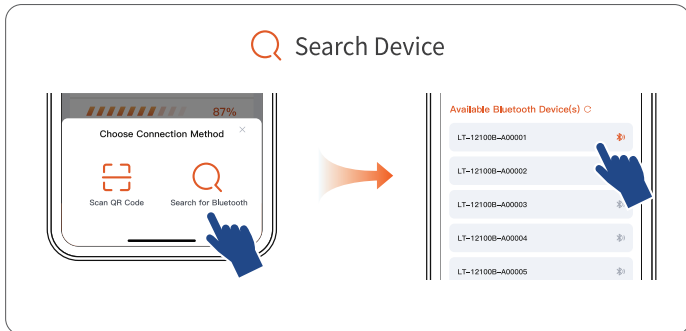 Search Device
87%
Choose Connection Method
Scan QR Code
Search for Bluetooth
Available Bluetooth Device(s)
LT-12100B-A00001
LT-12100B-A00002
LT-12100B-A00003
LT-12100B-A00004
LT-12100B-A00005